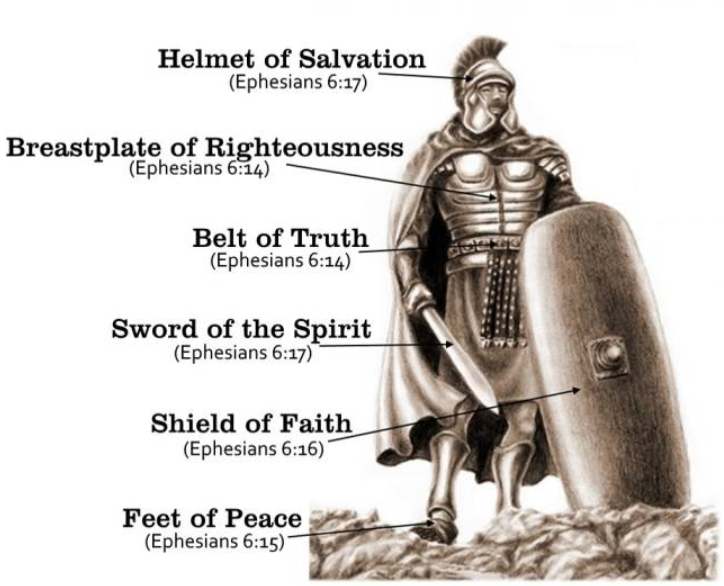 Helmet of Salvation
(Ephesians 6:17)
Breastplate of Righteousness
(Ephesians 6:14)
Belt of Truth
(Ephesians 6:14)
Sword of the Spirit
(Ephesians 6:17)
Shield of Faith
(Ephesians 6:16)
Feet of Peace
(Ephesians 6:15)